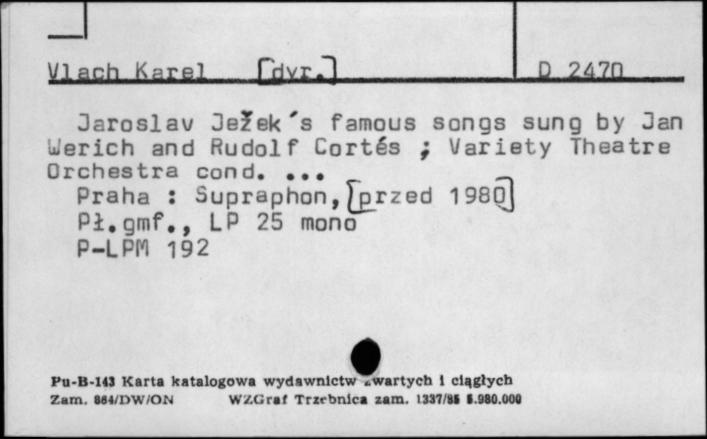 Vlach Karel [dyr.] D 2470
Jaroslav Ježek's famous songs sung by Jan
Werich and Rudolf Cortés ; Variety Theatre
Orchestra cond. ...
Praha : Supraphon, [przed 1980]
Pł.gmf., LP 25 mono
P-LPM 192
Pu-B-143 Karta katalogowa wydawnictw zwartych i ciągłych
Zam. 864/DW/ON WZGraf Trzebnica zam. 1337/85 5.980.000